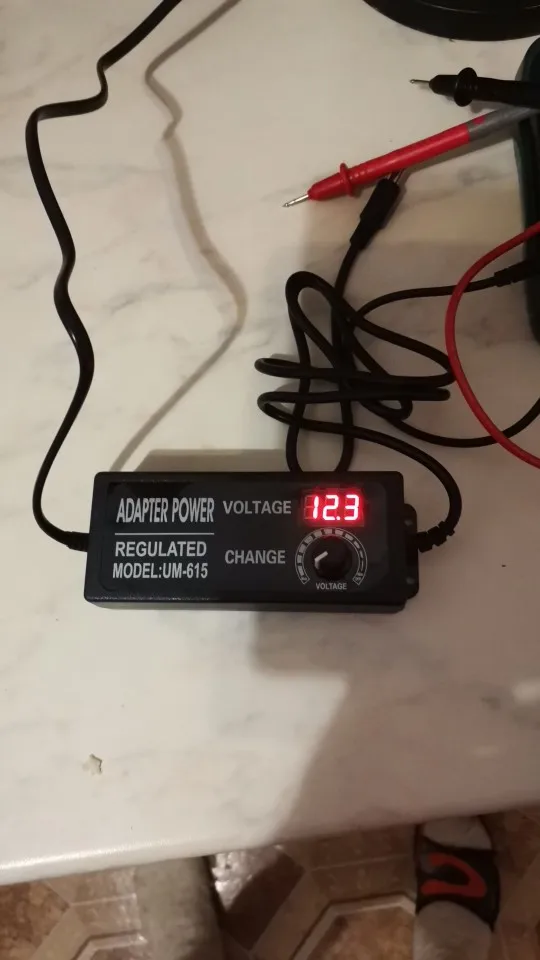 ADAPTER POWER
REGULATED
MODEL:UM-615
VOLTAGE
12.3
CHANGE
VOLTAGE